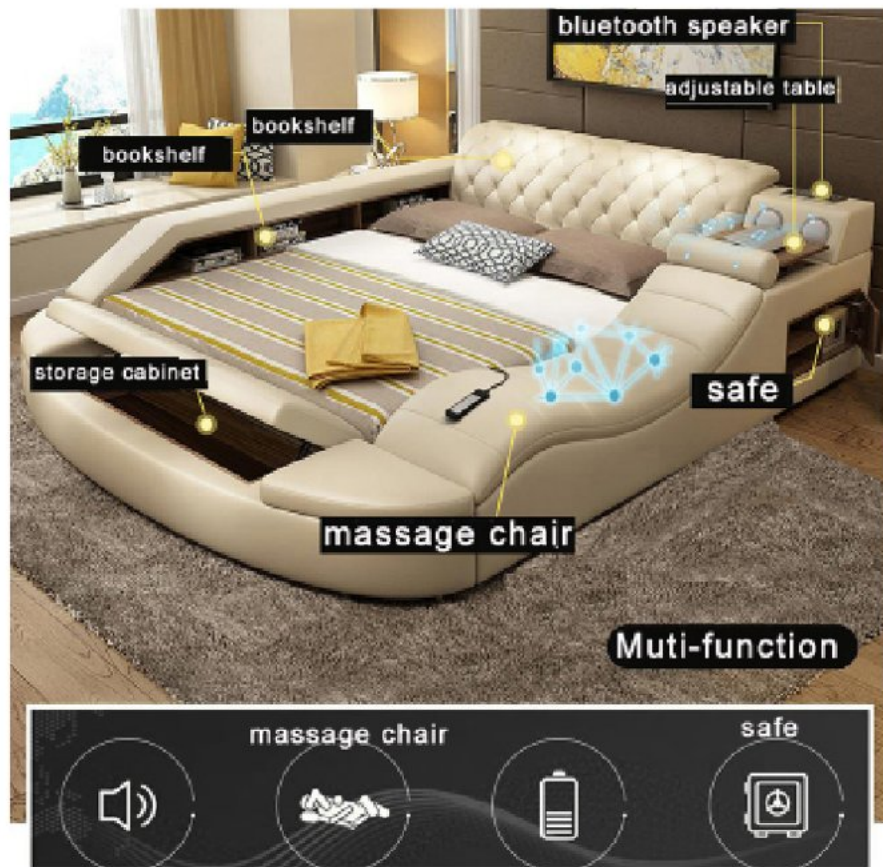 bluetooth speaker
adjustable table
bookshelf
bookshelf
storage cabinet
safe
massage chair
Muti-function
massage chair
safe